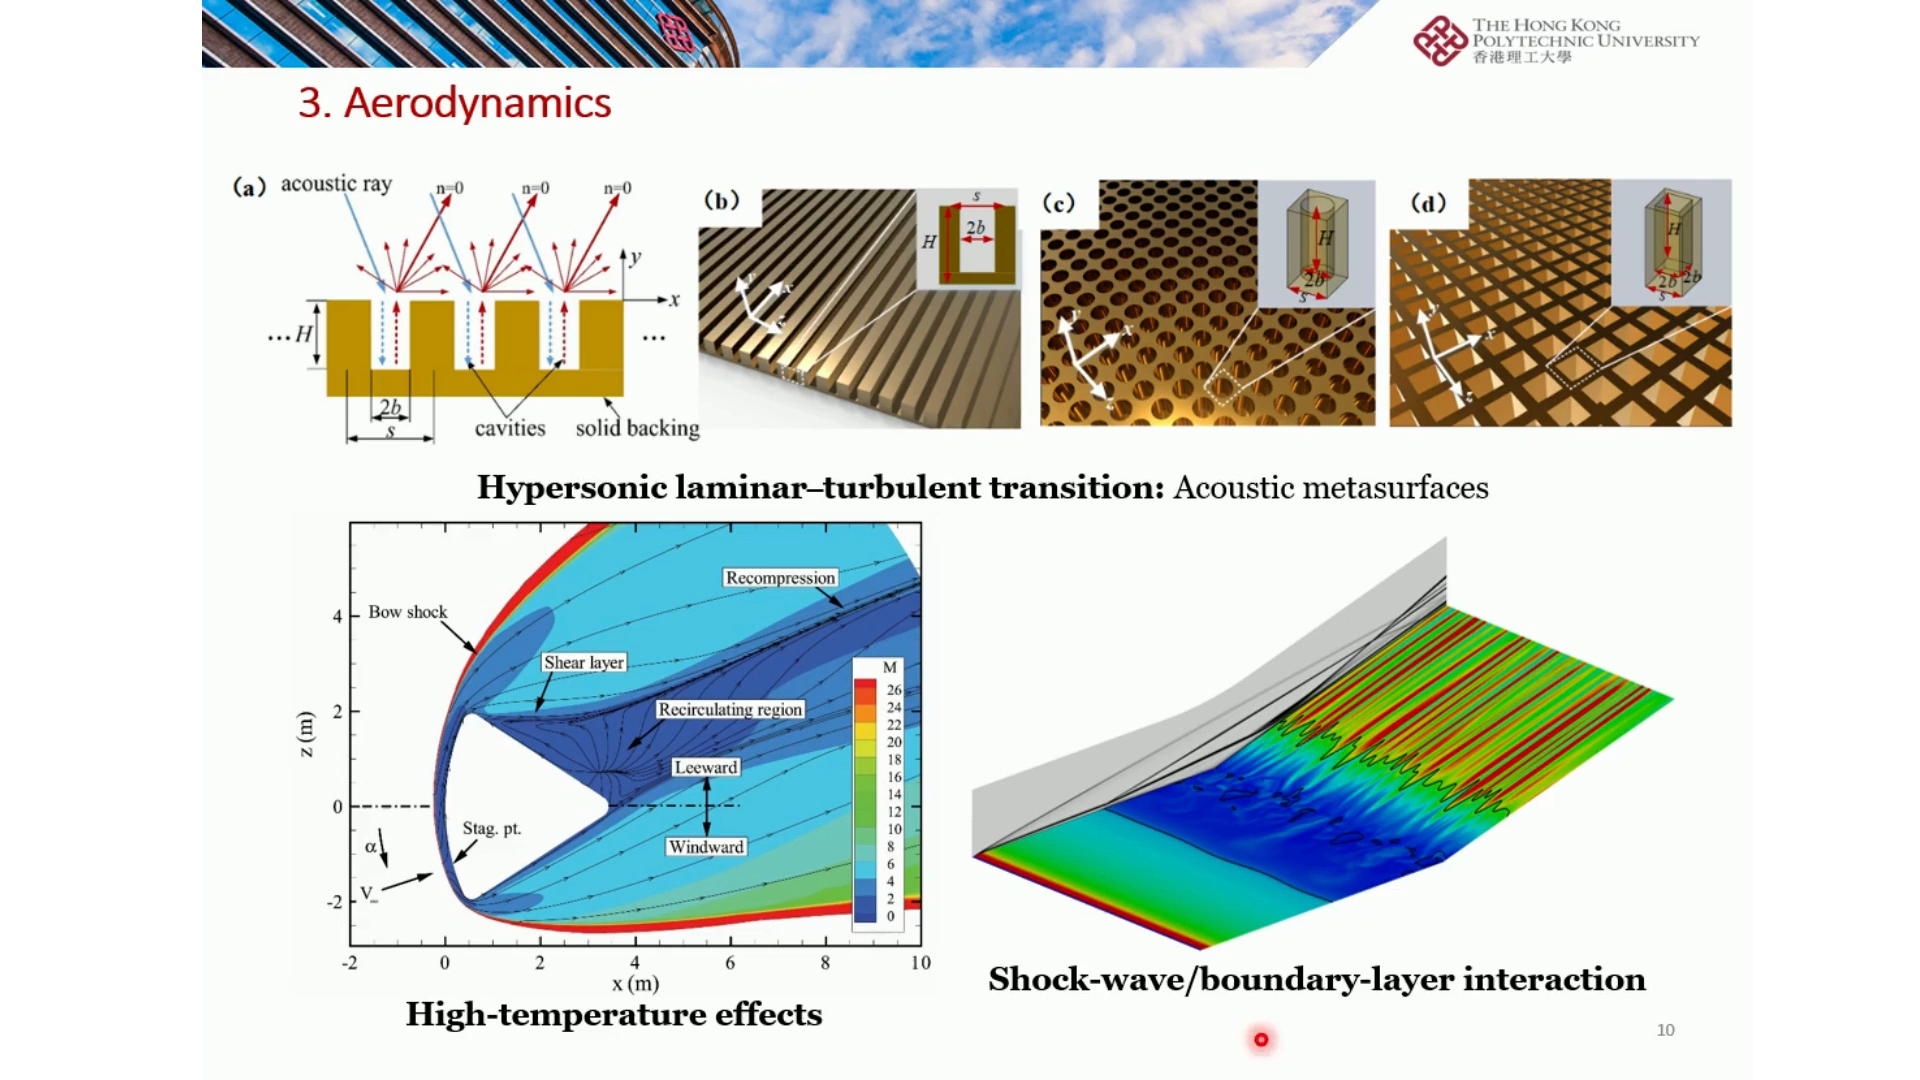 THE HONG KONG
POLYTECHNIC UNIVERSITY
香港理工大學
3. Aerodynamics
(a) acoustic ray n=0 n=0 n=0
y
x
...H ...
2b
s
cavities solid backing
(b)
s
2b
H
y x z
(c)
H
2b
s
y x z
(d)
H
2b 2b
s
y x z
Hypersonic laminar–turbulent transition: Acoustic metasurfaces
Recompression
Bow shock
Shear layer
Recirculating region
Leeward
Windward
Stag. pt.
α
V∞
M
26
24
22
20
18
16
14
12
10
8
6
4
2
0
z (m)
4
2
0
-2
-2 0 2 4 6 8 10
x (m)
High-temperature effects
Shock-wave/boundary-layer interaction
10